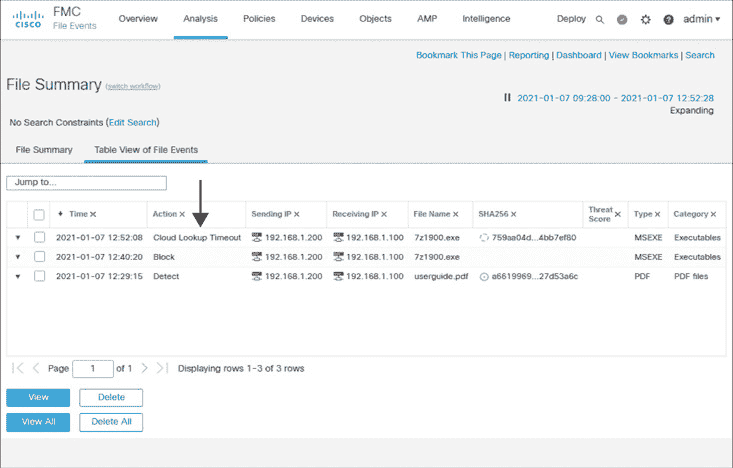 CISCO FMC File Events Overview Analysis Policies Devices Objects AMP Intelligence Deploy admin
Bookmark This Page | Reporting | Dashboard | View Bookmarks | Search
File Summary (switch workflow)
2021-01-07 09:28:00 - 2021-01-07 12:52:28
Expanding
No Search Constraints (Edit Search)
File Summary Table View of File Events
Jump to...
Time Action Sending IP Receiving IP File Name SHA256 Threat Score Type Category
2021-01-07 12:52:08 Cloud Lookup Timeout 192.168.1.200 192.168.1.100 7z1900.exe 759aa04d...4bb7ef80 MSEXE Executables
2021-01-07 12:40:20 Block 192.168.1.200 192.168.1.100 7z1900.exe MSEXE Executables
2021-01-07 12:29:15 Detect 192.168.1.200 192.168.1.100 userguide.pdf a6619969...27d53a6c PDF PDF files
Page 1 of 1 Displaying rows 1-3 of 3 rows
View Delete
View All Delete All